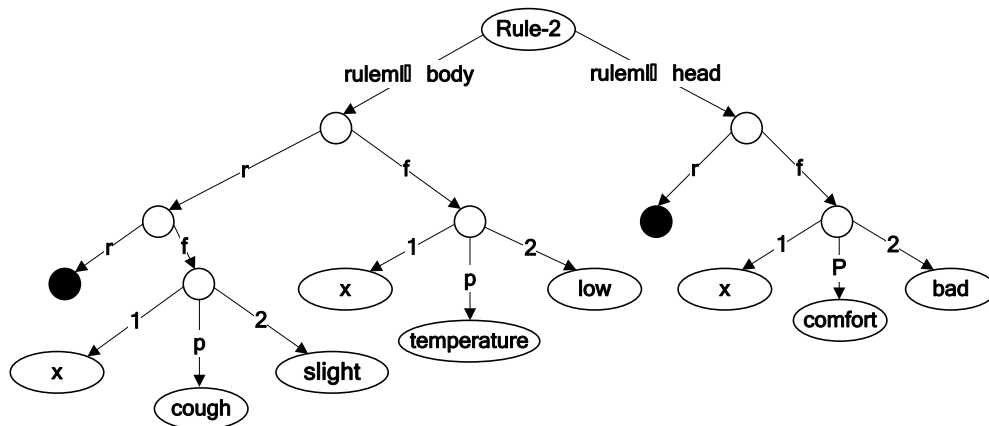 Rule-2
ruleml▯ body
ruleml▯ head
r
f
r
f
r
f
1
2
1
2
p
P
x
low
x
bad
1
2
p
comfort
temperature
x
slight
cough